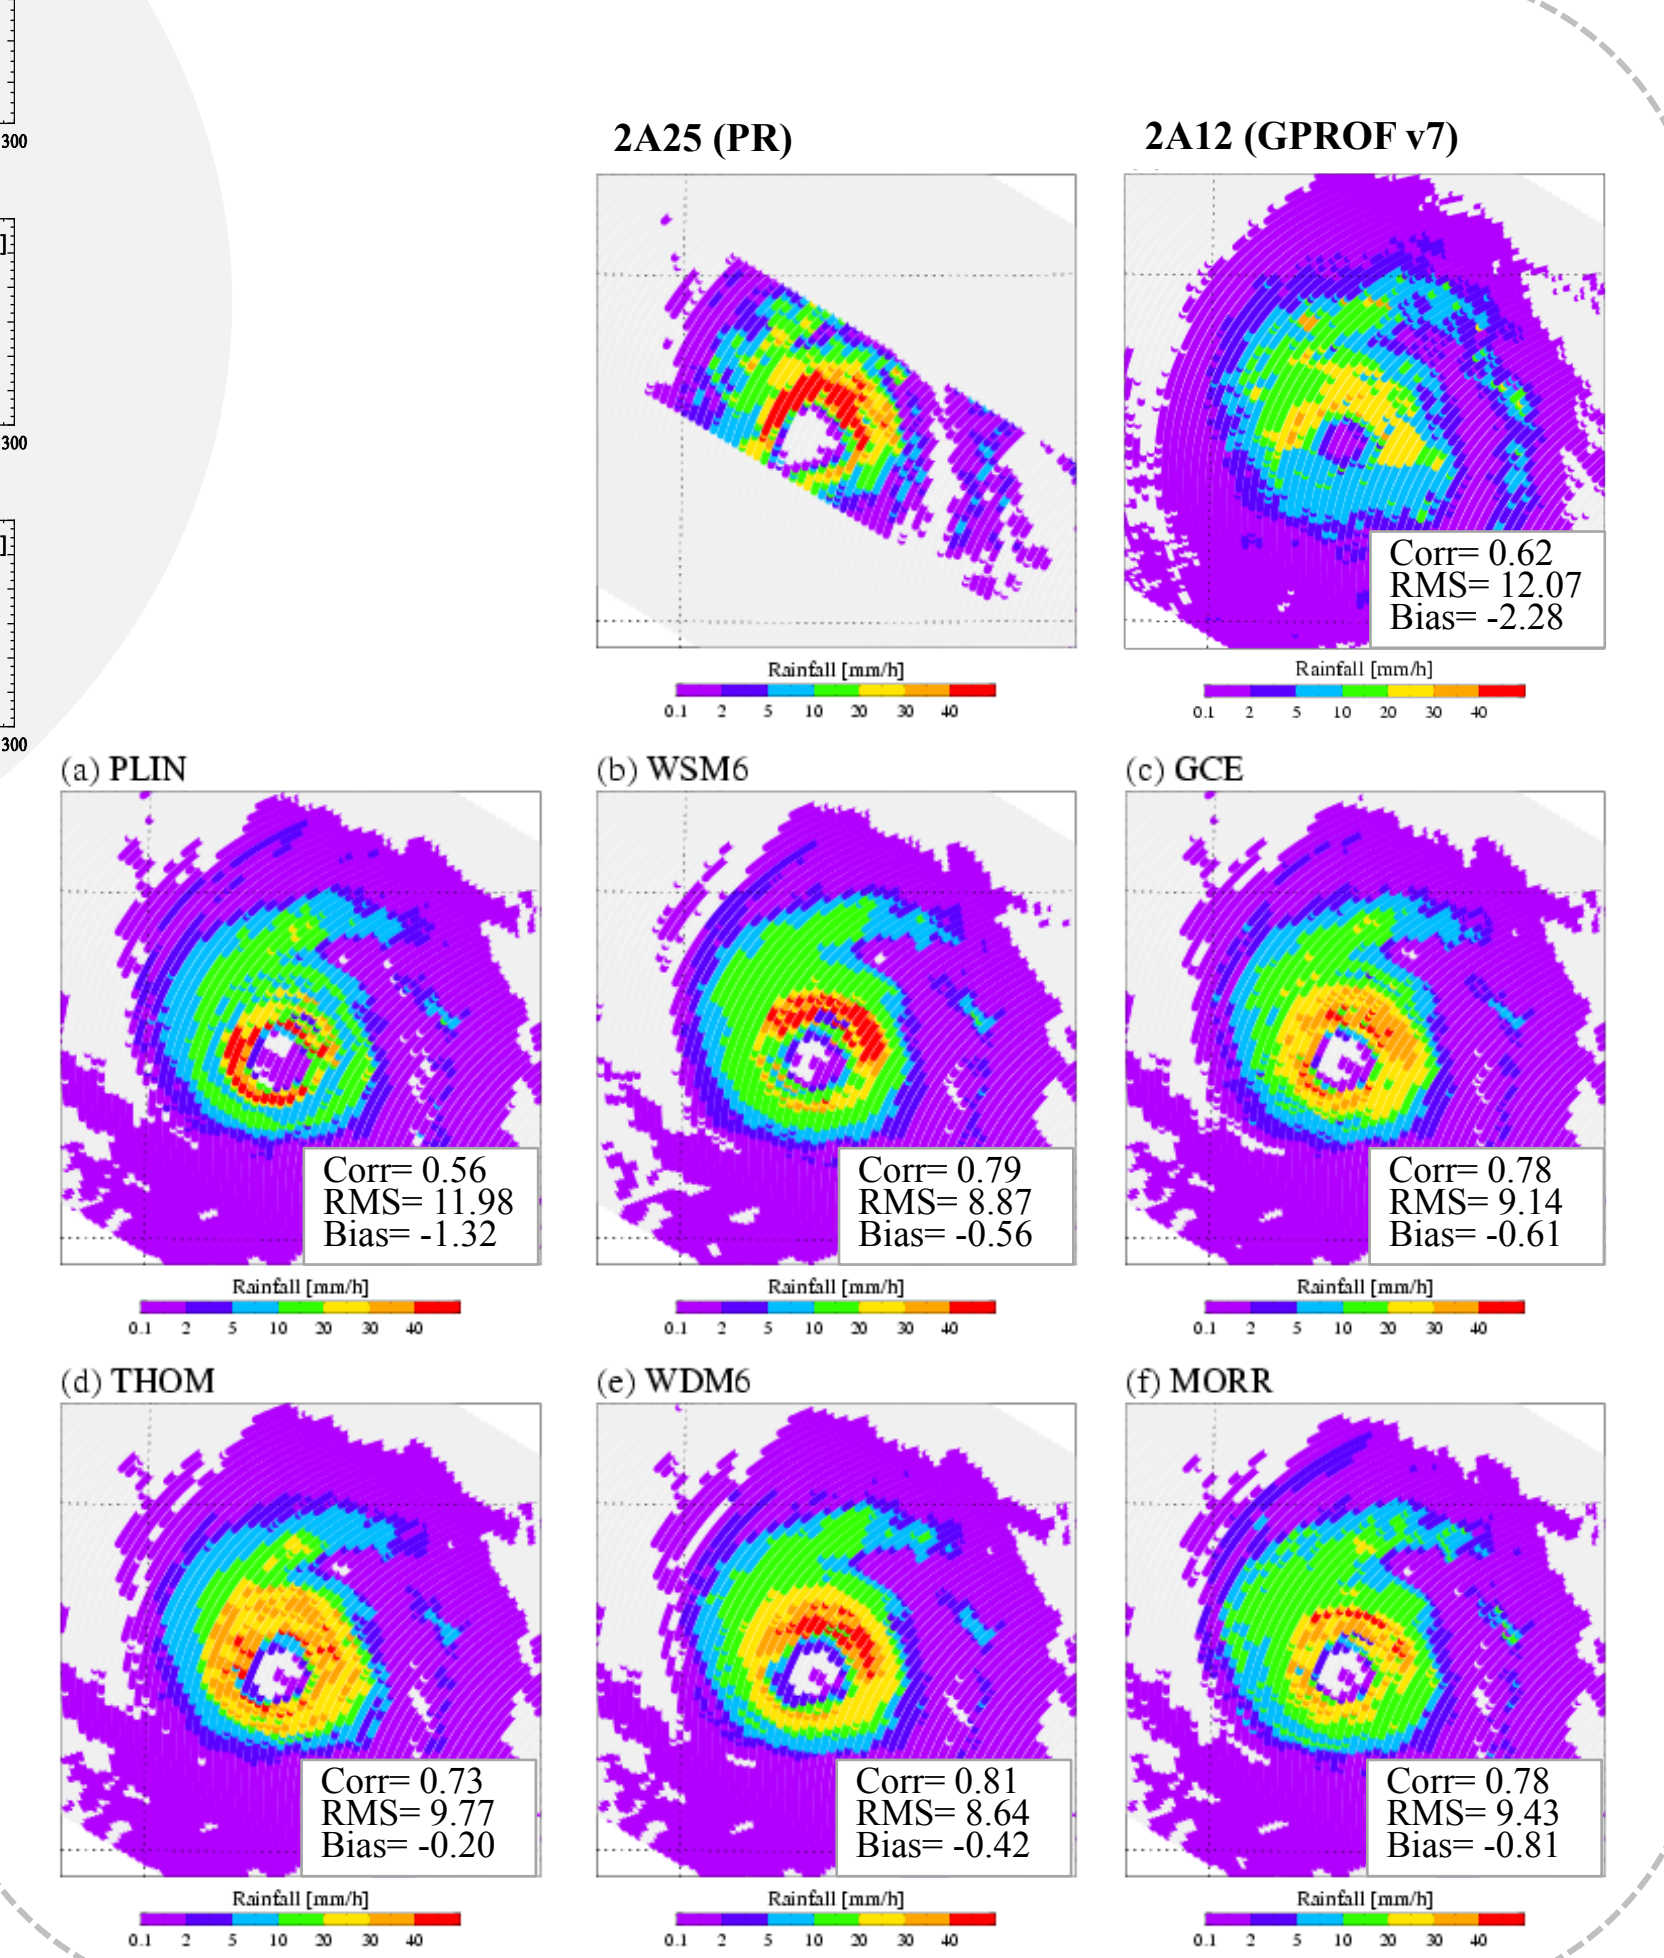 300
]
300
]
300
2A25 (PR)
2A12 (GPROF v7)
Corr= 0.62
RMS= 12.07
Bias= -2.28
Rainfall [mm/h]
0.1 2 5 10 20 30 40
Rainfall [mm/h]
0.1 2 5 10 20 30 40
(a) PLIN
(b) WSM6
(c) GCE
Corr= 0.56
RMS= 11.98
Bias= -1.32
Corr= 0.79
RMS= 8.87
Bias= -0.56
Corr= 0.78
RMS= 9.14
Bias= -0.61
Rainfall [mm/h]
0.1 2 5 10 20 30 40
Rainfall [mm/h]
0.1 2 5 10 20 30 40
Rainfall [mm/h]
0.1 2 5 10 20 30 40
(d) THOM
(e) WDM6
(f) MORR
Corr= 0.73
RMS= 9.77
Bias= -0.20
Corr= 0.81
RMS= 8.64
Bias= -0.42
Corr= 0.78
RMS= 9.43
Bias= -0.81
Rainfall [mm/h]
0.1 2 5 10 20 30 40
Rainfall [mm/h]
0.1 2 5 10 20 30 40
Rainfall [mm/h]
0.1 2 5 10 20 30 40